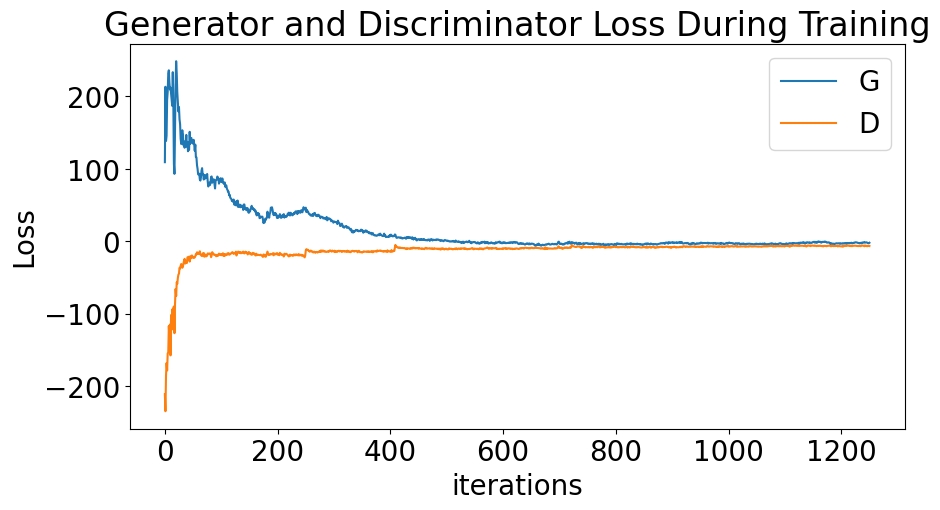 Generator and Discriminator Loss During Training
G
D
200
100
0
−100
−200
Loss
0 200 400 600 800 1000 1200
iterations